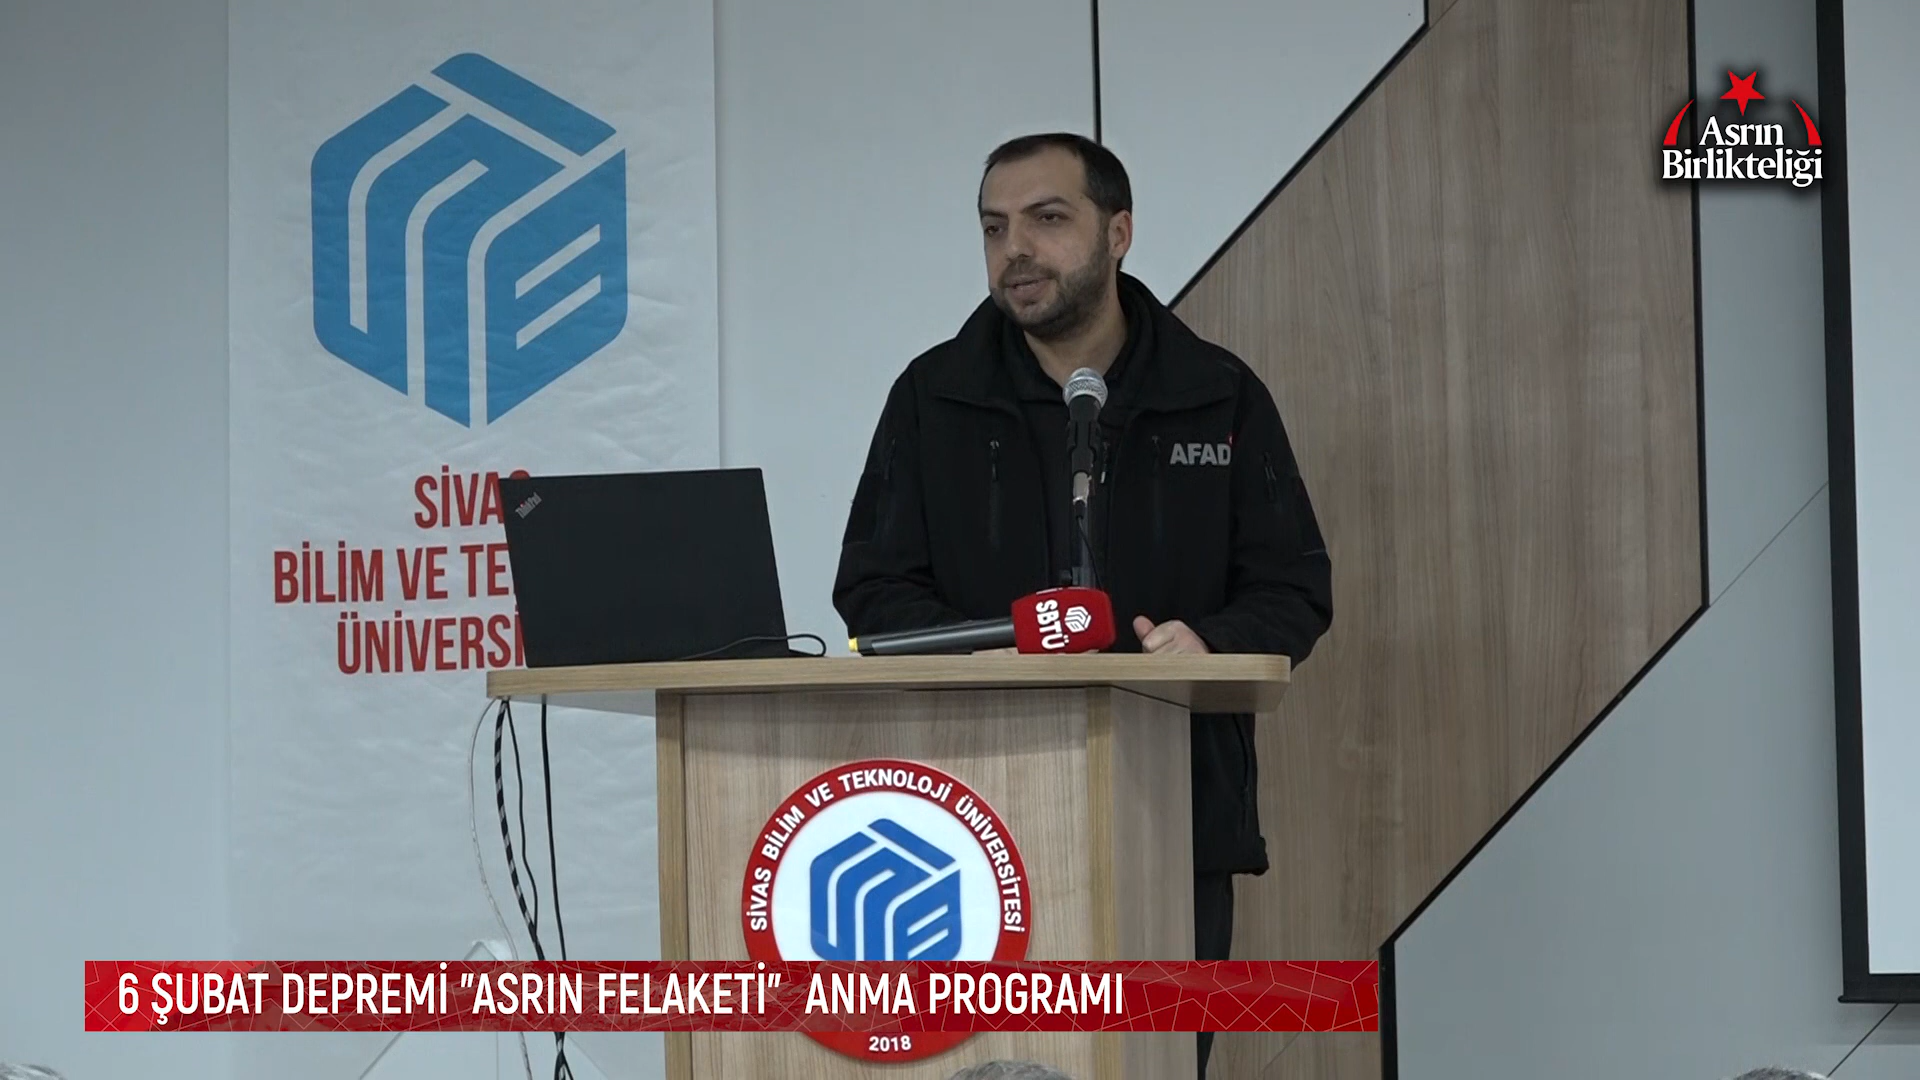 Asrın
Birlikteliği
SİVAS
BİLİM VE TE
ÜNİVERSİ
ThinkPad
AFAD
SBTÜ
SİVAS BİLİM VE TEKNOLOJİ ÜNİVERSİTESİ
6 ŞUBAT DEPREMİ "ASRIN FELAKETİ" ANMA PROGRAMI
2018